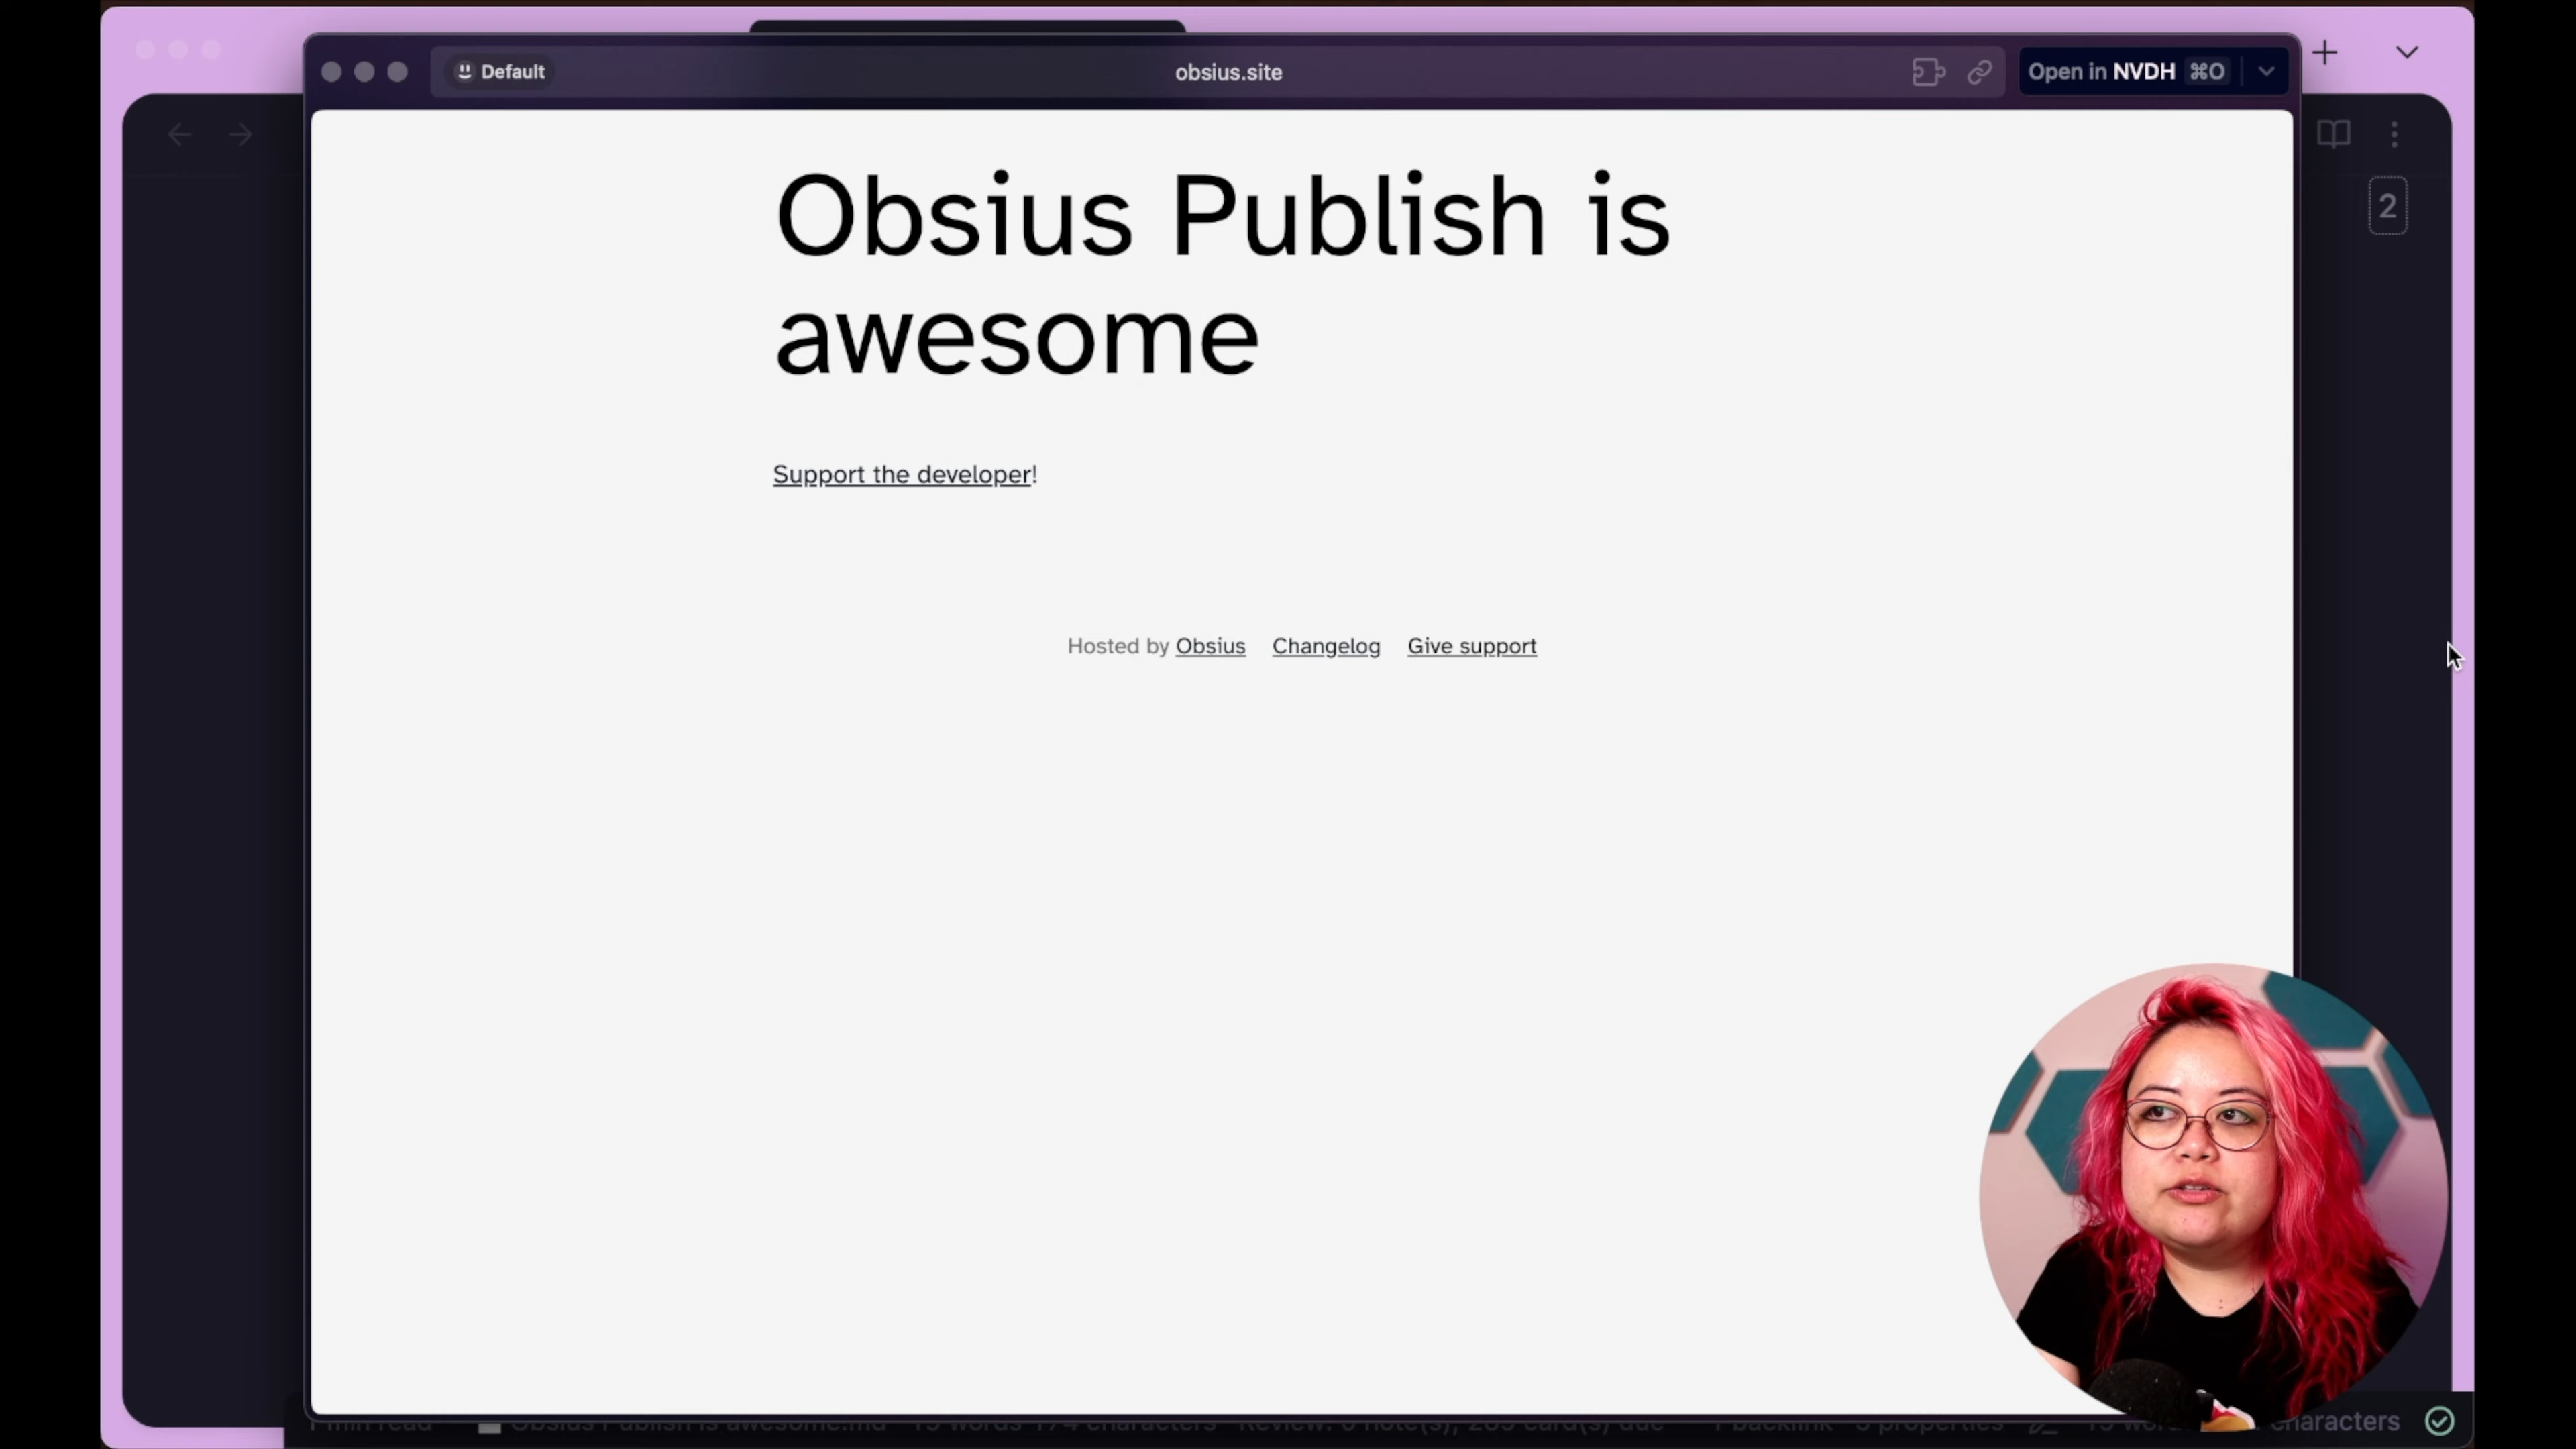 Default
obsius.site
Open in NVDH ⌘O
2
Obsius Publish is
awesome
Support the developer!
Hosted by Obsius Changelog Give support
characters